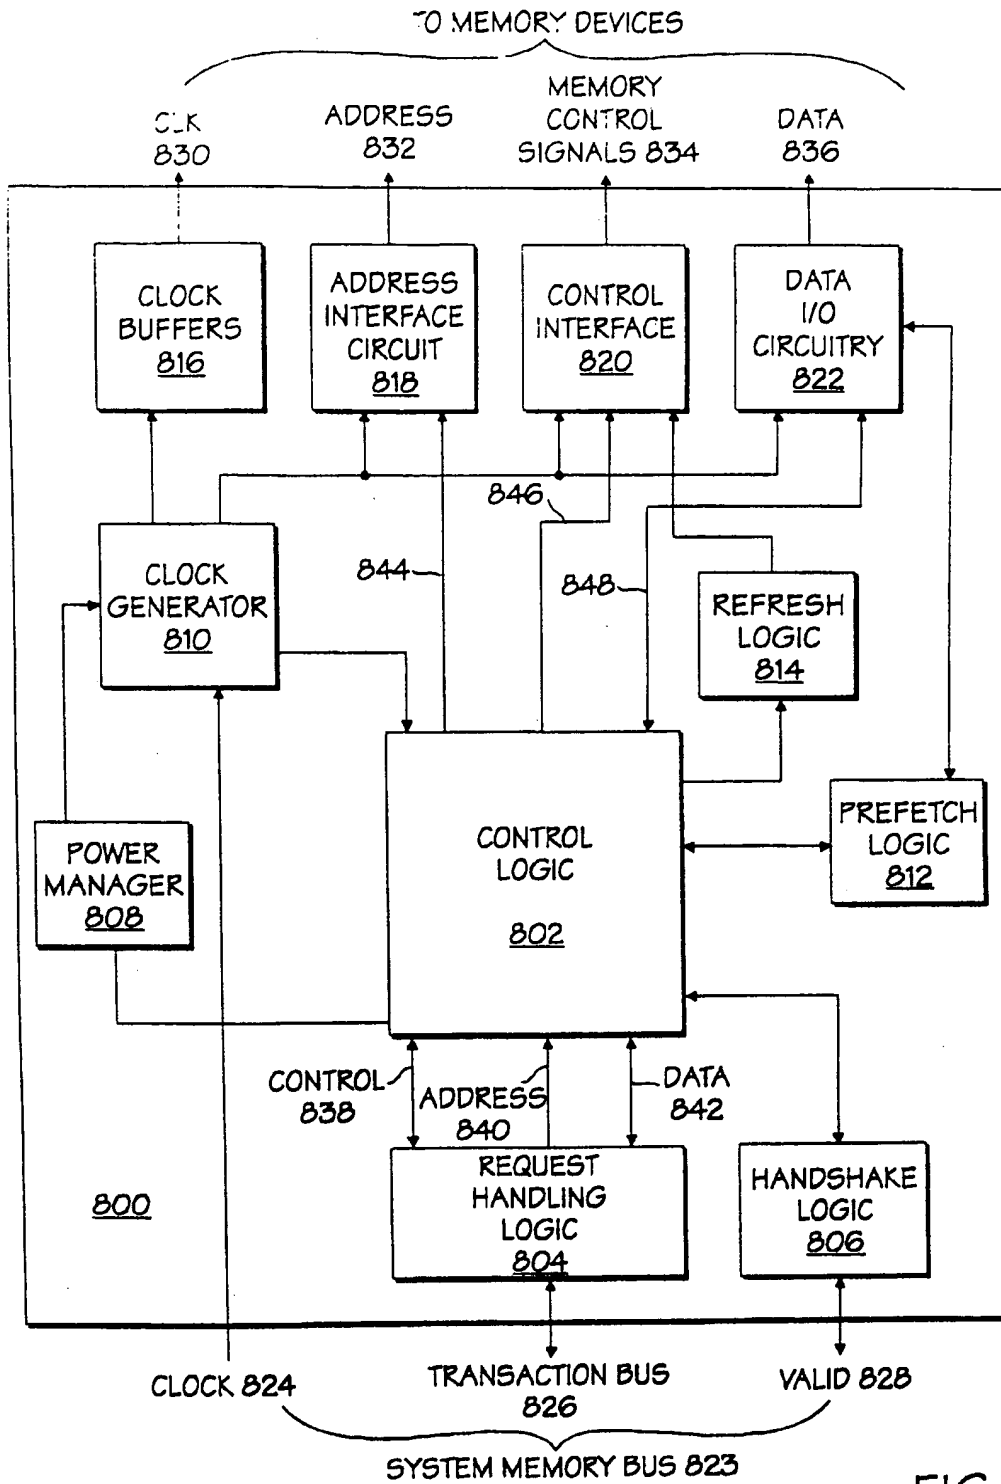 TO MEMORY DEVICES
CLK
830
ADDRESS
832
MEMORY
CONTROL
SIGNALS 834
DATA
836
CLOCK
BUFFERS
816
ADDRESS
INTERFACE
CIRCUIT
818
CONTROL
INTERFACE
820
DATA
I/O
CIRCUITRY
822
846
844
848
CLOCK
GENERATOR
810
REFRESH
LOGIC
814
POWER
MANAGER
808
CONTROL
LOGIC
802
PREFETCH
LOGIC
812
CONTROL
838
ADDRESS
840
DATA
842
800
REQUEST
HANDLING
LOGIC
804
HANDSHAKE
LOGIC
806
CLOCK 824
TRANSACTION BUS
826
VALID 828
SYSTEM MEMORY BUS 823
FIG